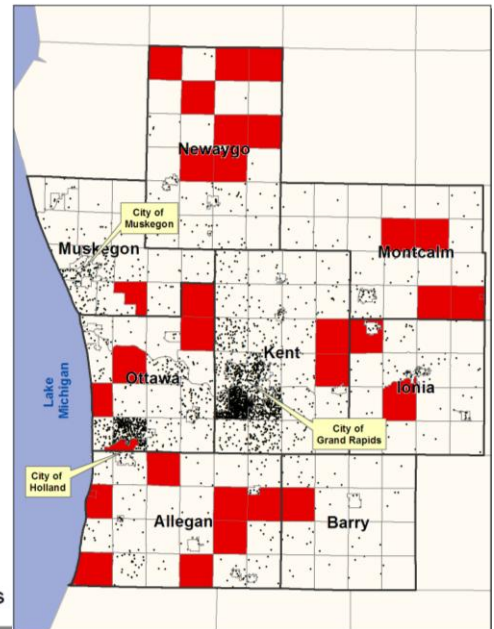 Newaygo
City of
Muskegon
Muskegon
Montcalm
Kent
Ottawa
Ionia
Lake
Michigan
City of
Grand Rapids
City of
Holland
Allegan
Barry
s